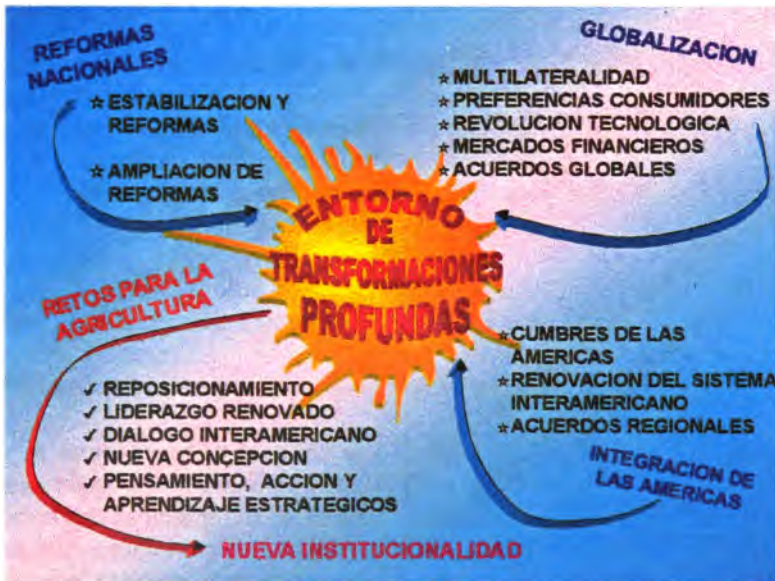 REFORMAS
NACIONALES
☆ ESTABILIZACION Y
REFORMAS
☆ AMPLIACION DE
REFORMAS
GLOBALIZACION
☆ MULTILATERALIDAD
☆ PREFERENCIAS CONSUMIDORES
☆ REVOLUCION TECNOLOGICA
☆ MERCADOS FINANCIEROS
☆ ACUERDOS GLOBALES
ENTORNO
DE
TRANSFORMACIONES
PROFUNDAS
RETOS PARA LA
AGRICULTURA
✓ REPOSICIONAMIENTO
✓ LIDERAZGO RENOVADO
✓ DIALOGO INTERAMERICANO
✓ NUEVA CONCEPCION
✓ PENSAMIENTO, ACCION Y
APRENDIZAJE ESTRATEGICOS
NUEVA INSTITUCIONALIDAD
☆ CUMBRES DE LAS
AMERICAS
☆ RENOVACION DEL SISTEMA
INTERAMERICANO
☆ ACUERDOS REGIONALES
INTEGRACION DE
LAS AMERICAS